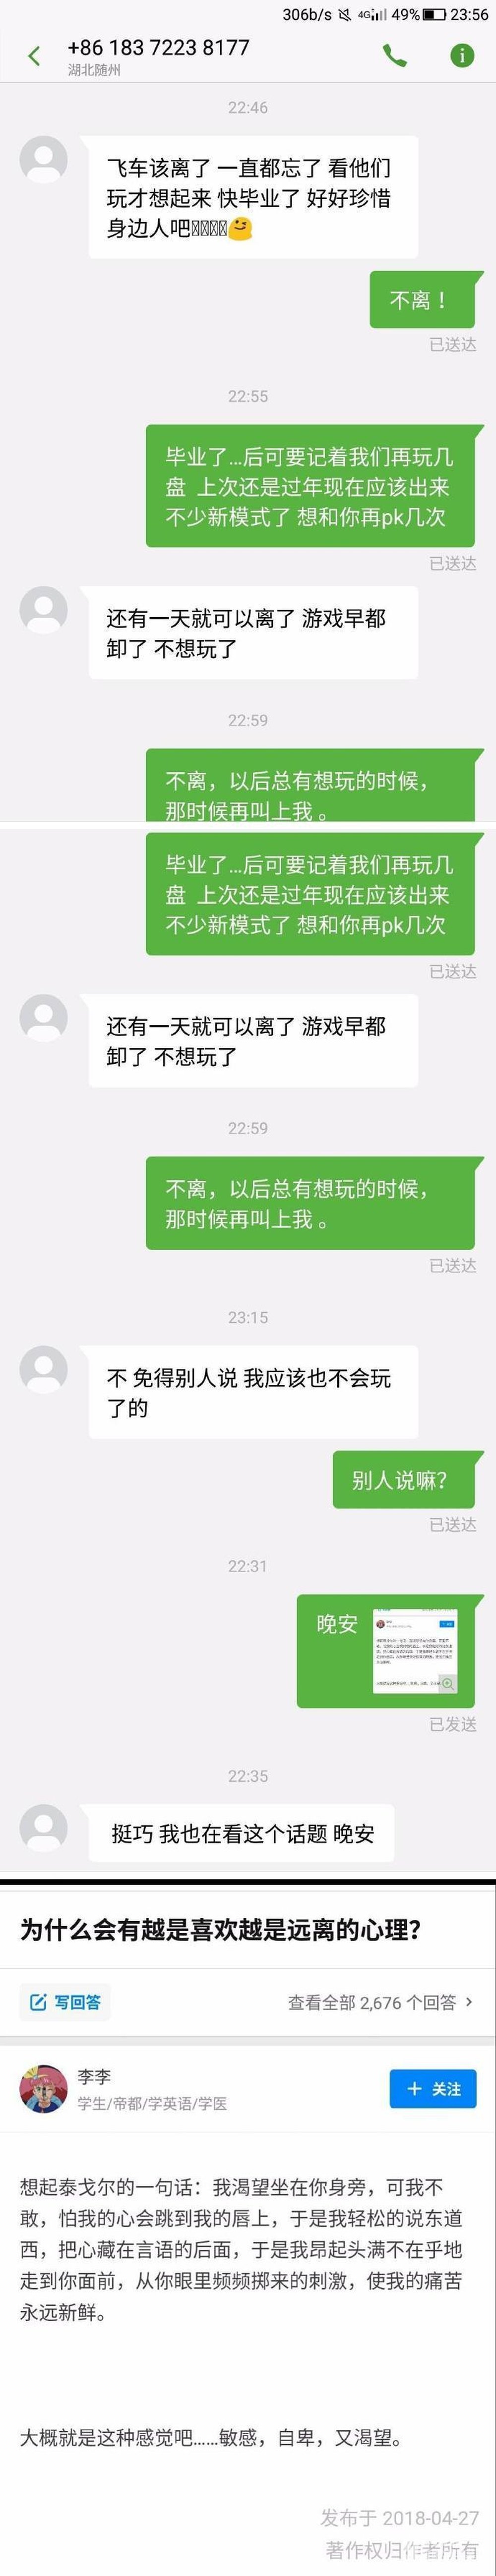 306b/s 4G 49% 23:56
+86 183 7223 8177
湖北随州
22:46
飞车该离了 一直都忘了 看他们
玩才想起来 快毕业了 好好珍惜
身边人吧
不离！
已送达
22:55
毕业了...后可要记着我们再玩几
盘 上次还是过年现在应该出来
不少新模式了 想和你再pk几次
已送达
还有一天就可以离了 游戏早都
卸了 不想玩了
22:59
不离，以后总有想玩的时候，
那时候再叫上我 。
毕业了...后可要记着我们再玩几
盘 上次还是过年现在应该出来
不少新模式了 想和你再pk几次
已送达
还有一天就可以离了 游戏早都
卸了 不想玩了
22:59
不离，以后总有想玩的时候，
那时候再叫上我 。
已送达
23:15
不 免得别人说 我应该也不会玩
了的
别人说嘛？
已送达
22:31
晚安
已发送
22:35
挺巧 我也在看这个话题 晚安
为什么会有越是喜欢越是远离的心理？
写回答
查看全部 2,676 个回答 >
李李
学生/帝都/学英语/学医
+ 关注
想起泰戈尔的一句话：我渴望坐在你身旁，可我不
敢，怕我的心会跳到我的唇上，于是我轻松的说东道
西，把心藏在言语的后面，于是我昂起头满不在乎地
走到你面前，从你眼里频频掷来的刺激，使我的痛苦
永远新鲜。
大概就是这种感觉吧......敏感，自卑，又渴望。
发布于 2018-04-27
著作权归作者所有